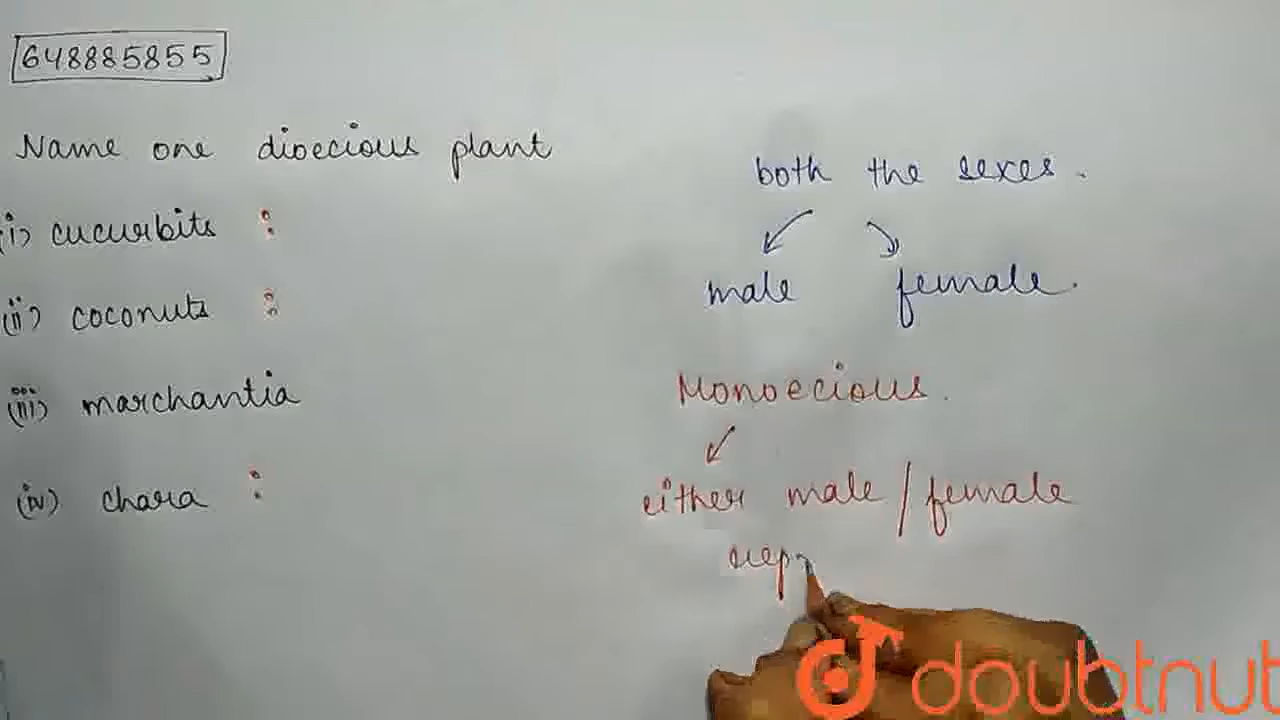 648885855
Name one dioecious plant
(i) cucurbits :
(ii) coconuts :
(iii) marchantia
(iv) chara :
both the sexes.
male female.
Monoecious.
either male / female
rep
doubtnut